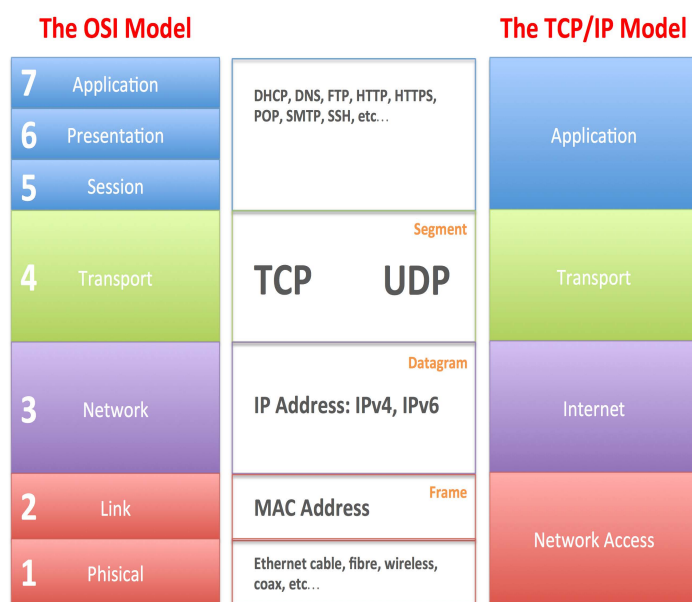 The OSI Model
The TCP/IP Model
7 Application
6 Presentation
5 Session
4 Transport
3 Network
2 Link
1 Phisical
DHCP, DNS, FTP, HTTP, HTTPS,
POP, SMTP, SSH, etc...
Segment
TCP UDP
Datagram
IP Address: IPv4, IPv6
Frame
MAC Address
Ethernet cable, fibre, wireless,
coax, etc...
Application
Transport
Internet
Network Access